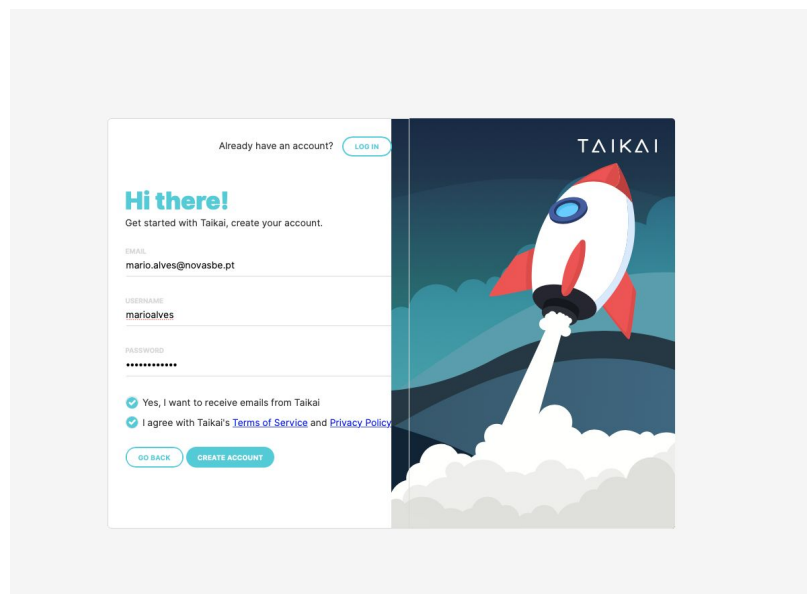 Already have an account? LOG IN
TAIKAI
Hi there!
Get started with Taikai, create your account.
EMAIL
mario.alves@novasbe.pt
USERNAME
marioalves
PASSWORD
••••••••••••
Yes, I want to receive emails from Taikai
I agree with Taikai's Terms of Service and Privacy Policy
GO BACK CREATE ACCOUNT